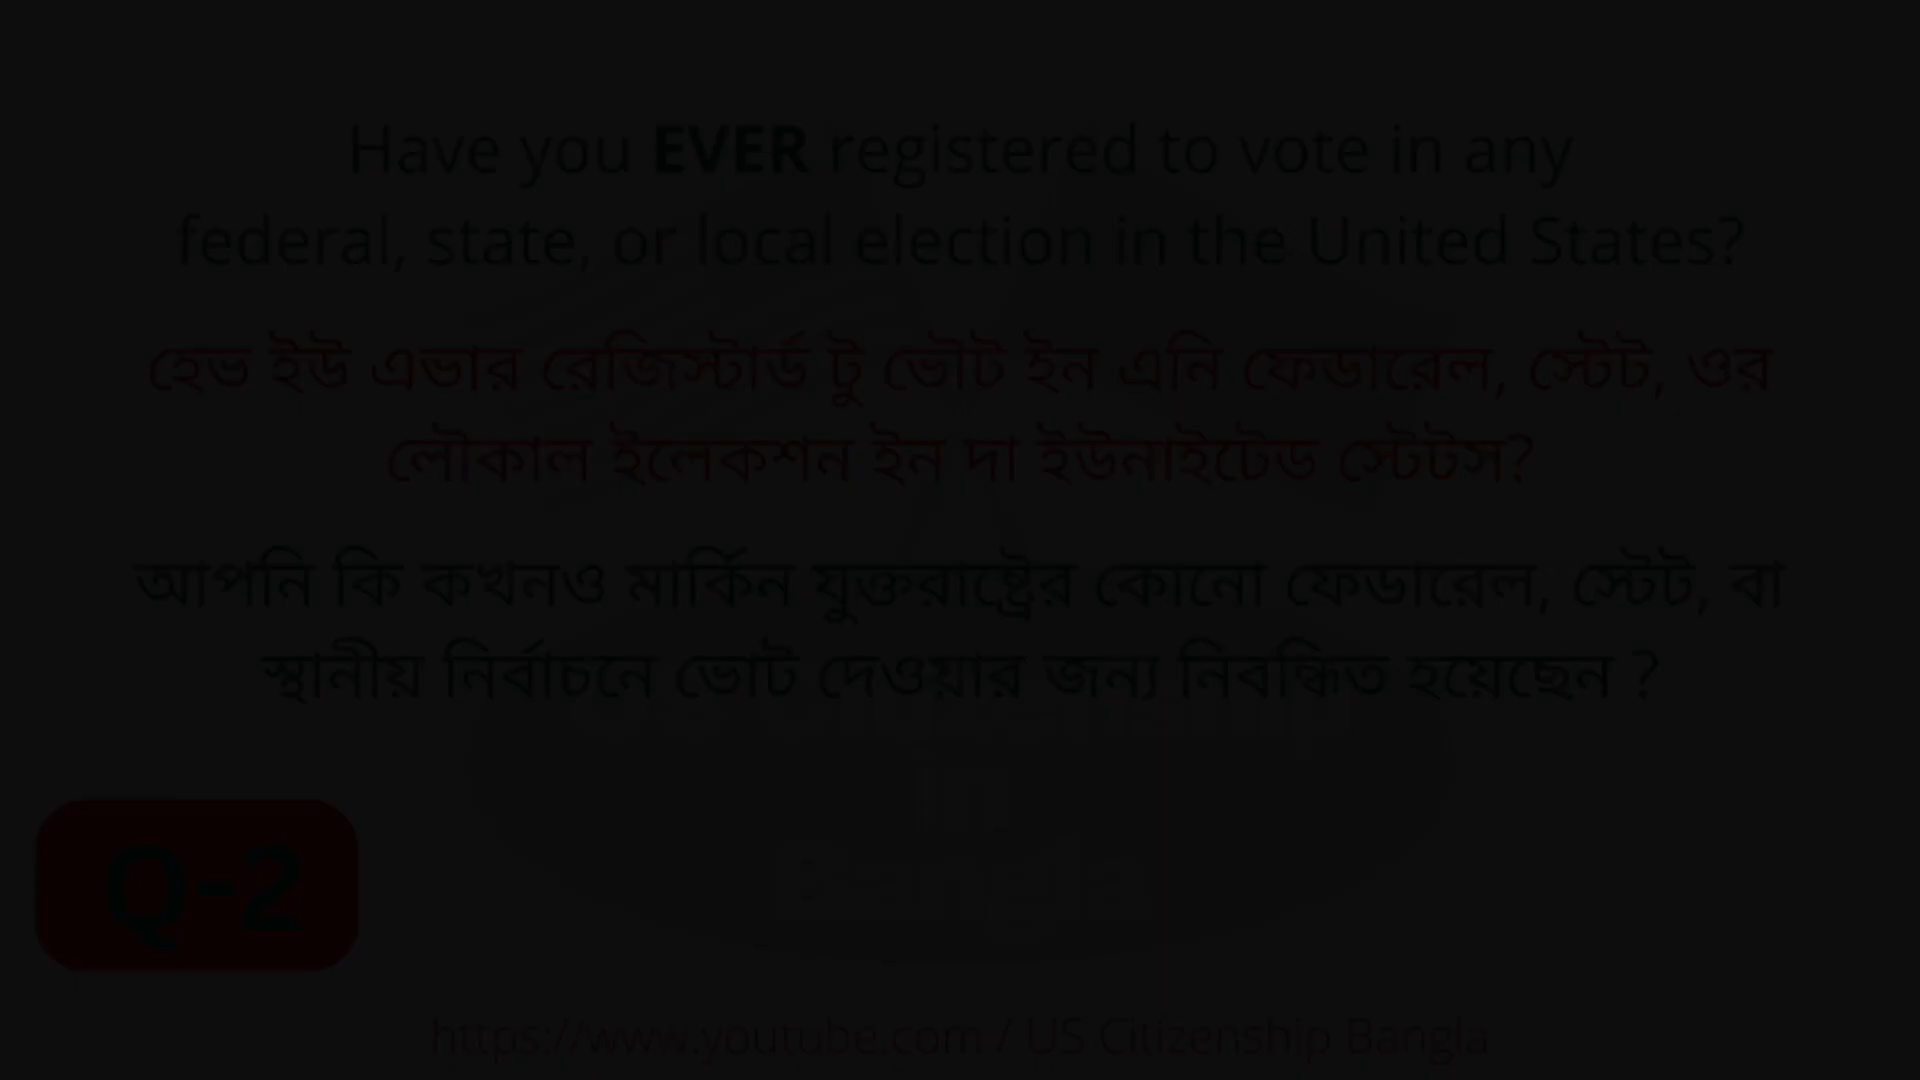 Have you EVER registered to vote in any
federal, state, or local election in the United States?
হেভ ইউ এভার রেজিস্টার্ড টু ভৌট ইন এনি ফেডারেল, স্টেট, ওর
লৌকাল ইলেকশন ইন দা ইউনাইটেড স্টেটস?
আপনি কি কখনও মার্কিন যুক্তরাষ্ট্রের কোনো ফেডারেল, স্টেট, বা
স্থানীয় নির্বাচনে ভোট দেওয়ার জন্য নিবন্ধিত হয়েছেন ?
Q-2
https://www.youtube.com / US Citizenship Bangla